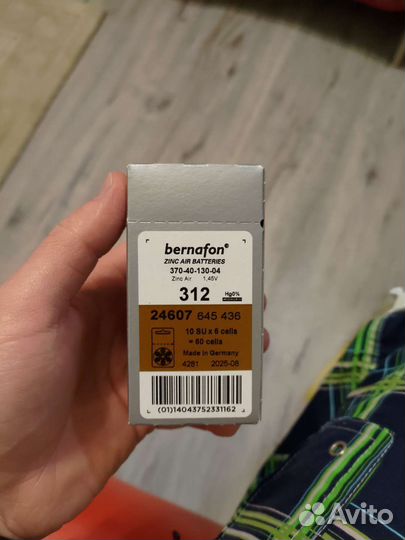 bernafon®
ZINC AIR BATTERIES
370-40-130-04
Zinc Air 1,45V
312 Hg0%
24607 645 436
10 SU x 6 cells
= 60 cells
Made in Germany
4281 2025-08
(01)14043752331162
Avito